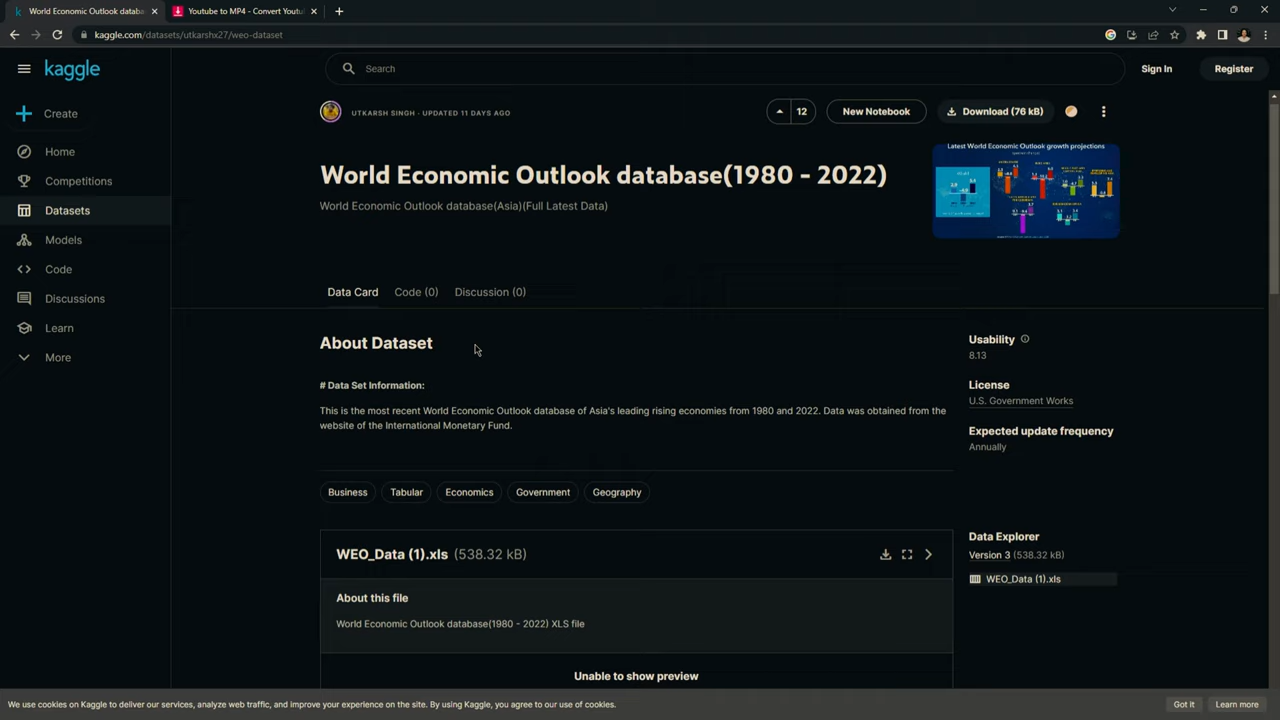 World Economic Outlook databa
Youtube to MP4 - Convert Youtu
kaggle.com/datasets/utkarshx27/weo-dataset
kaggle
Search
Sign In
Register
Create
Home
Competitions
Datasets
Models
Code
Discussions
Learn
More
UTKARSH SINGH · UPDATED 11 DAYS AGO
12
New Notebook
Download (76 kB)
Wrld Economic Outlook database(1980 - 2022)
World Economic Outlook database(Asia)(Full Latest Data)
Latest World Economic Outlook growth projections
Data Card
Code (0)
Discussion (0)
About Dataset
# Data Set Information:
This is the most recent World Economic Outlook database of Asia's leading rising economies from 1980 and 2022. Data was obtained from the
website of the International Monetary Fund.
Usability
8.13
License
U.S. Government Works
Expected update frequency
Annually
Business
Tabular
Economics
Government
Geography
WEO_Data (1).xls (538.32 kB)
About this file
World Economic Outlook database(1980 - 2022) XLS file
Unable to show preview
Data Explorer
Version 3 (538.32 kB)
WEO_Data (1).xls
We use cookies on Kaggle to deliver our services, analyze web traffic, and improve your experience on the site. By using Kaggle, you agree to our use of cookies.
Got it
Learn more